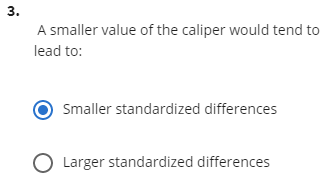 3.
A smaller value of the caliper would tend to
lead to:
Smaller standardized differences
Larger standardized differences